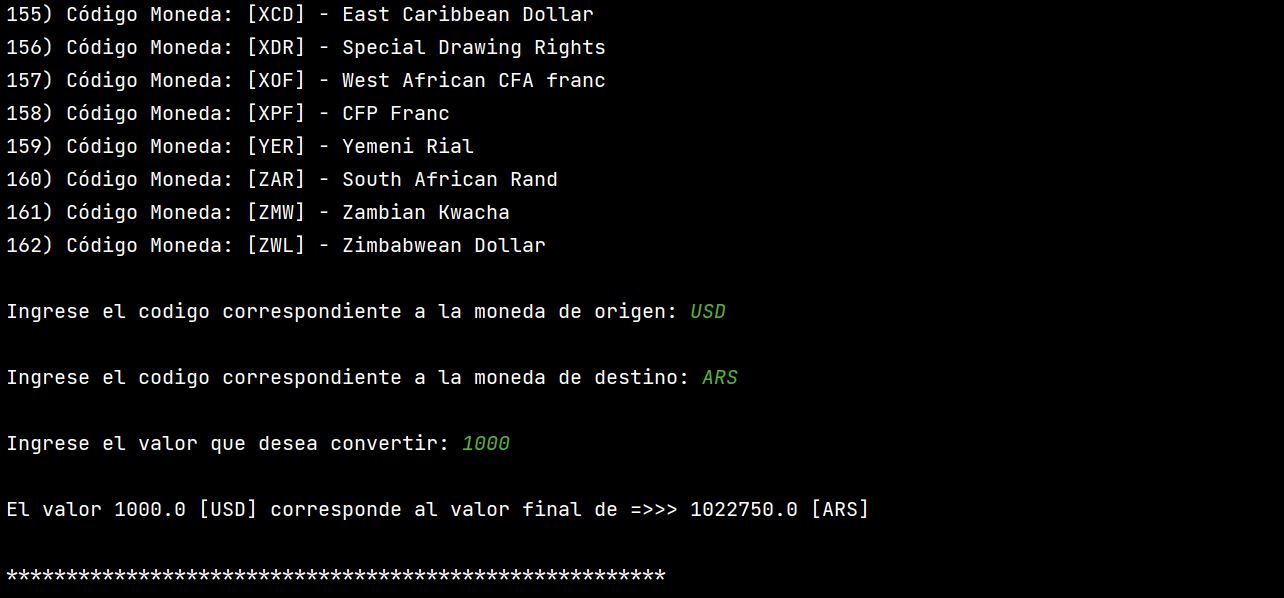 155) Código Moneda: [XCD] - East Caribbean Dollar
156) Código Moneda: [XDR] - Special Drawing Rights
157) Código Moneda: [XOF] - West African CFA franc
158) Código Moneda: [XPF] - CFP Franc
159) Código Moneda: [YER] - Yemeni Rial
160) Código Moneda: [ZAR] - South African Rand
161) Código Moneda: [ZMW] - Zambian Kwacha
162) Código Moneda: [ZWL] - Zimbabwean Dollar
Ingrese el codigo correspondiente a la moneda de origen: USD
Ingrese el codigo correspondiente a la moneda de destino: ARS
Ingrese el valor que desea convertir: 1000
El valor 1000.0 [USD] corresponde al valor final de =>>> 1022750.0 [ARS]
*******************************************************